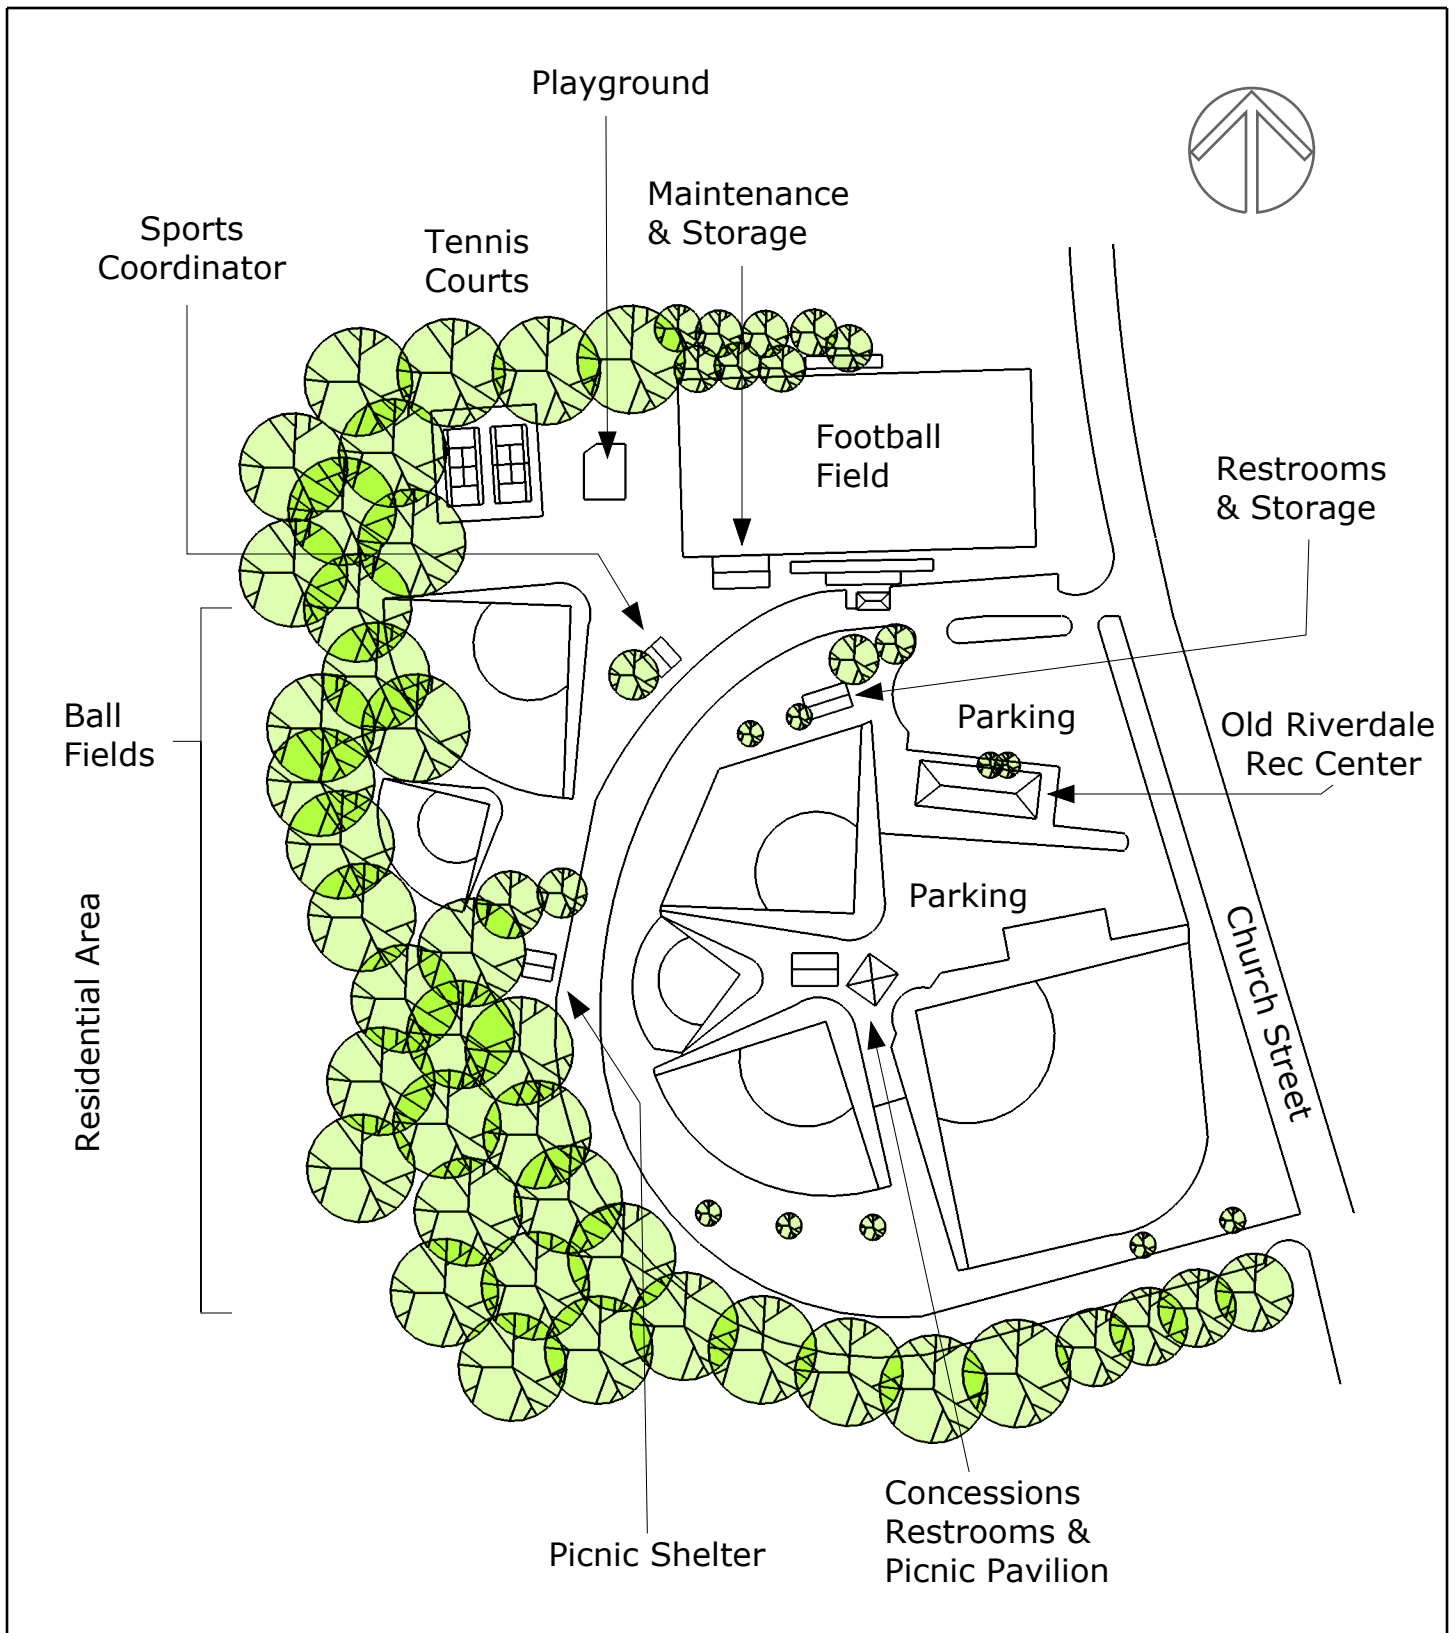 Playground
Maintenance
& Storage
Sports
Coordinator
Tennis
Courts
Football
Field
Restrooms
& Storage
Ball
Fields
Parking
Old Riverdale
Rec Center
Parking
Residential Area
Church Street
Concessions
Restrooms &
Picnic Pavilion
Picnic Shelter